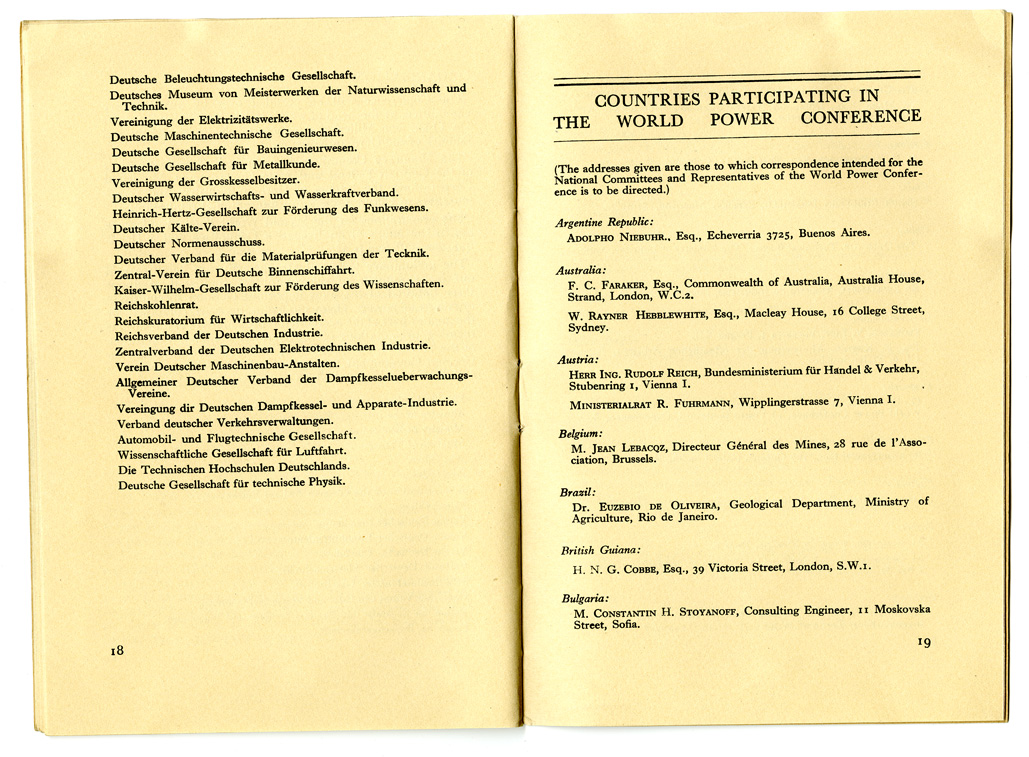 Deutsche Beleuchtungstechnische Gesellschaft.
Deutsches Museum von Meisterwerken der Naturwissenschaft und
Technik.
Vereinigung der Elektrizitätswerke.
Deutsche Maschinentechnische Gesellschaft.
Deutsche Gesellschaft für Bauingenieurwesen.
Deutsche Gesellschaft für Metallkunde.
Vereinigung der Grosskesselbesitzer.
Deutscher Wasserwirtschafts- und Wasserkraftverband.
Heinrich-Hertz-Gesellschaft zur Förderung des Funkwesens.
Deutscher Kälte-Verein.
Deutscher Normenausschuss.
Deutscher Verband für die Materialprüfungen der Tecknik.
Zentral-Verein für Deutsche Binnenschiffahrt.
Kaiser-Wilhelm-Gesellschaft zur Förderung des Wissenschaften.
Reichskohlenrat.
Reichskuratorium für Wirtschaftlichkeit.
Reichsverband der Deutschen Industrie.
Zentralverband der Deutschen Elektrotechnischen Industrie.
Verein Deutscher Maschinenbau-Anstalten.
Allgemeiner Deutscher Verband der Dampfkesselueberwachungs-
Vereine.
Vereingung dir Deutschen Dampfkessel- und Apparate-Industrie.
Verband deutscher Verkehrsverwaltungen.
Automobil- und Flugtechnische Gesellschaft.
Wissenschaftliche Gesellschaft für Luftfahrt.
Die Technischen Hochschulen Deutschlands.
Deutsche Gesellschaft für technische Physik.
18
COUNTRIES PARTICIPATING IN
THE WORLD POWER CONFERENCE
(The addresses given are those to which correspondence intended for the
National Committees and Representatives of the World Power Confer-
ence is to be directed.)
Argentine Republic:
ADOLPHO NIEBUHR., Esq., Echeverria 3725, Buenos Aires.
Australia:
F. C. FARAKER, Esq., Commonwealth of Australia, Australia House,
Strand, London, W.C.2.
W. RAYNER HEBBLEWHITE, Esq., Macleay House, 16 College Street,
Sydney.
Austria:
HERR ING. RUDOLF REICH, Bundesministerium für Handel & Verkehr,
Stubenring 1, Vienna I.
MINISTERIALRAT R. FUHRMANN, Wipplingerstrasse 7, Vienna I.
Belgium:
M. JEAN LEBACQZ, Directeur Général des Mines, 28 rue de l'Asso-
ciation, Brussels.
Brazil:
Dr. EUZEBIO DE OLIVEIRA, Geological Department, Ministry of
Agriculture, Rio de Janeiro.
British Guiana:
H. N. G. COBBE, Esq., 39 Victoria Street, London, S.W.1.
Bulgaria:
M. CONSTANTIN H. STOYANOFF, Consulting Engineer, 11 Moskovska
Street, Sofia.
19